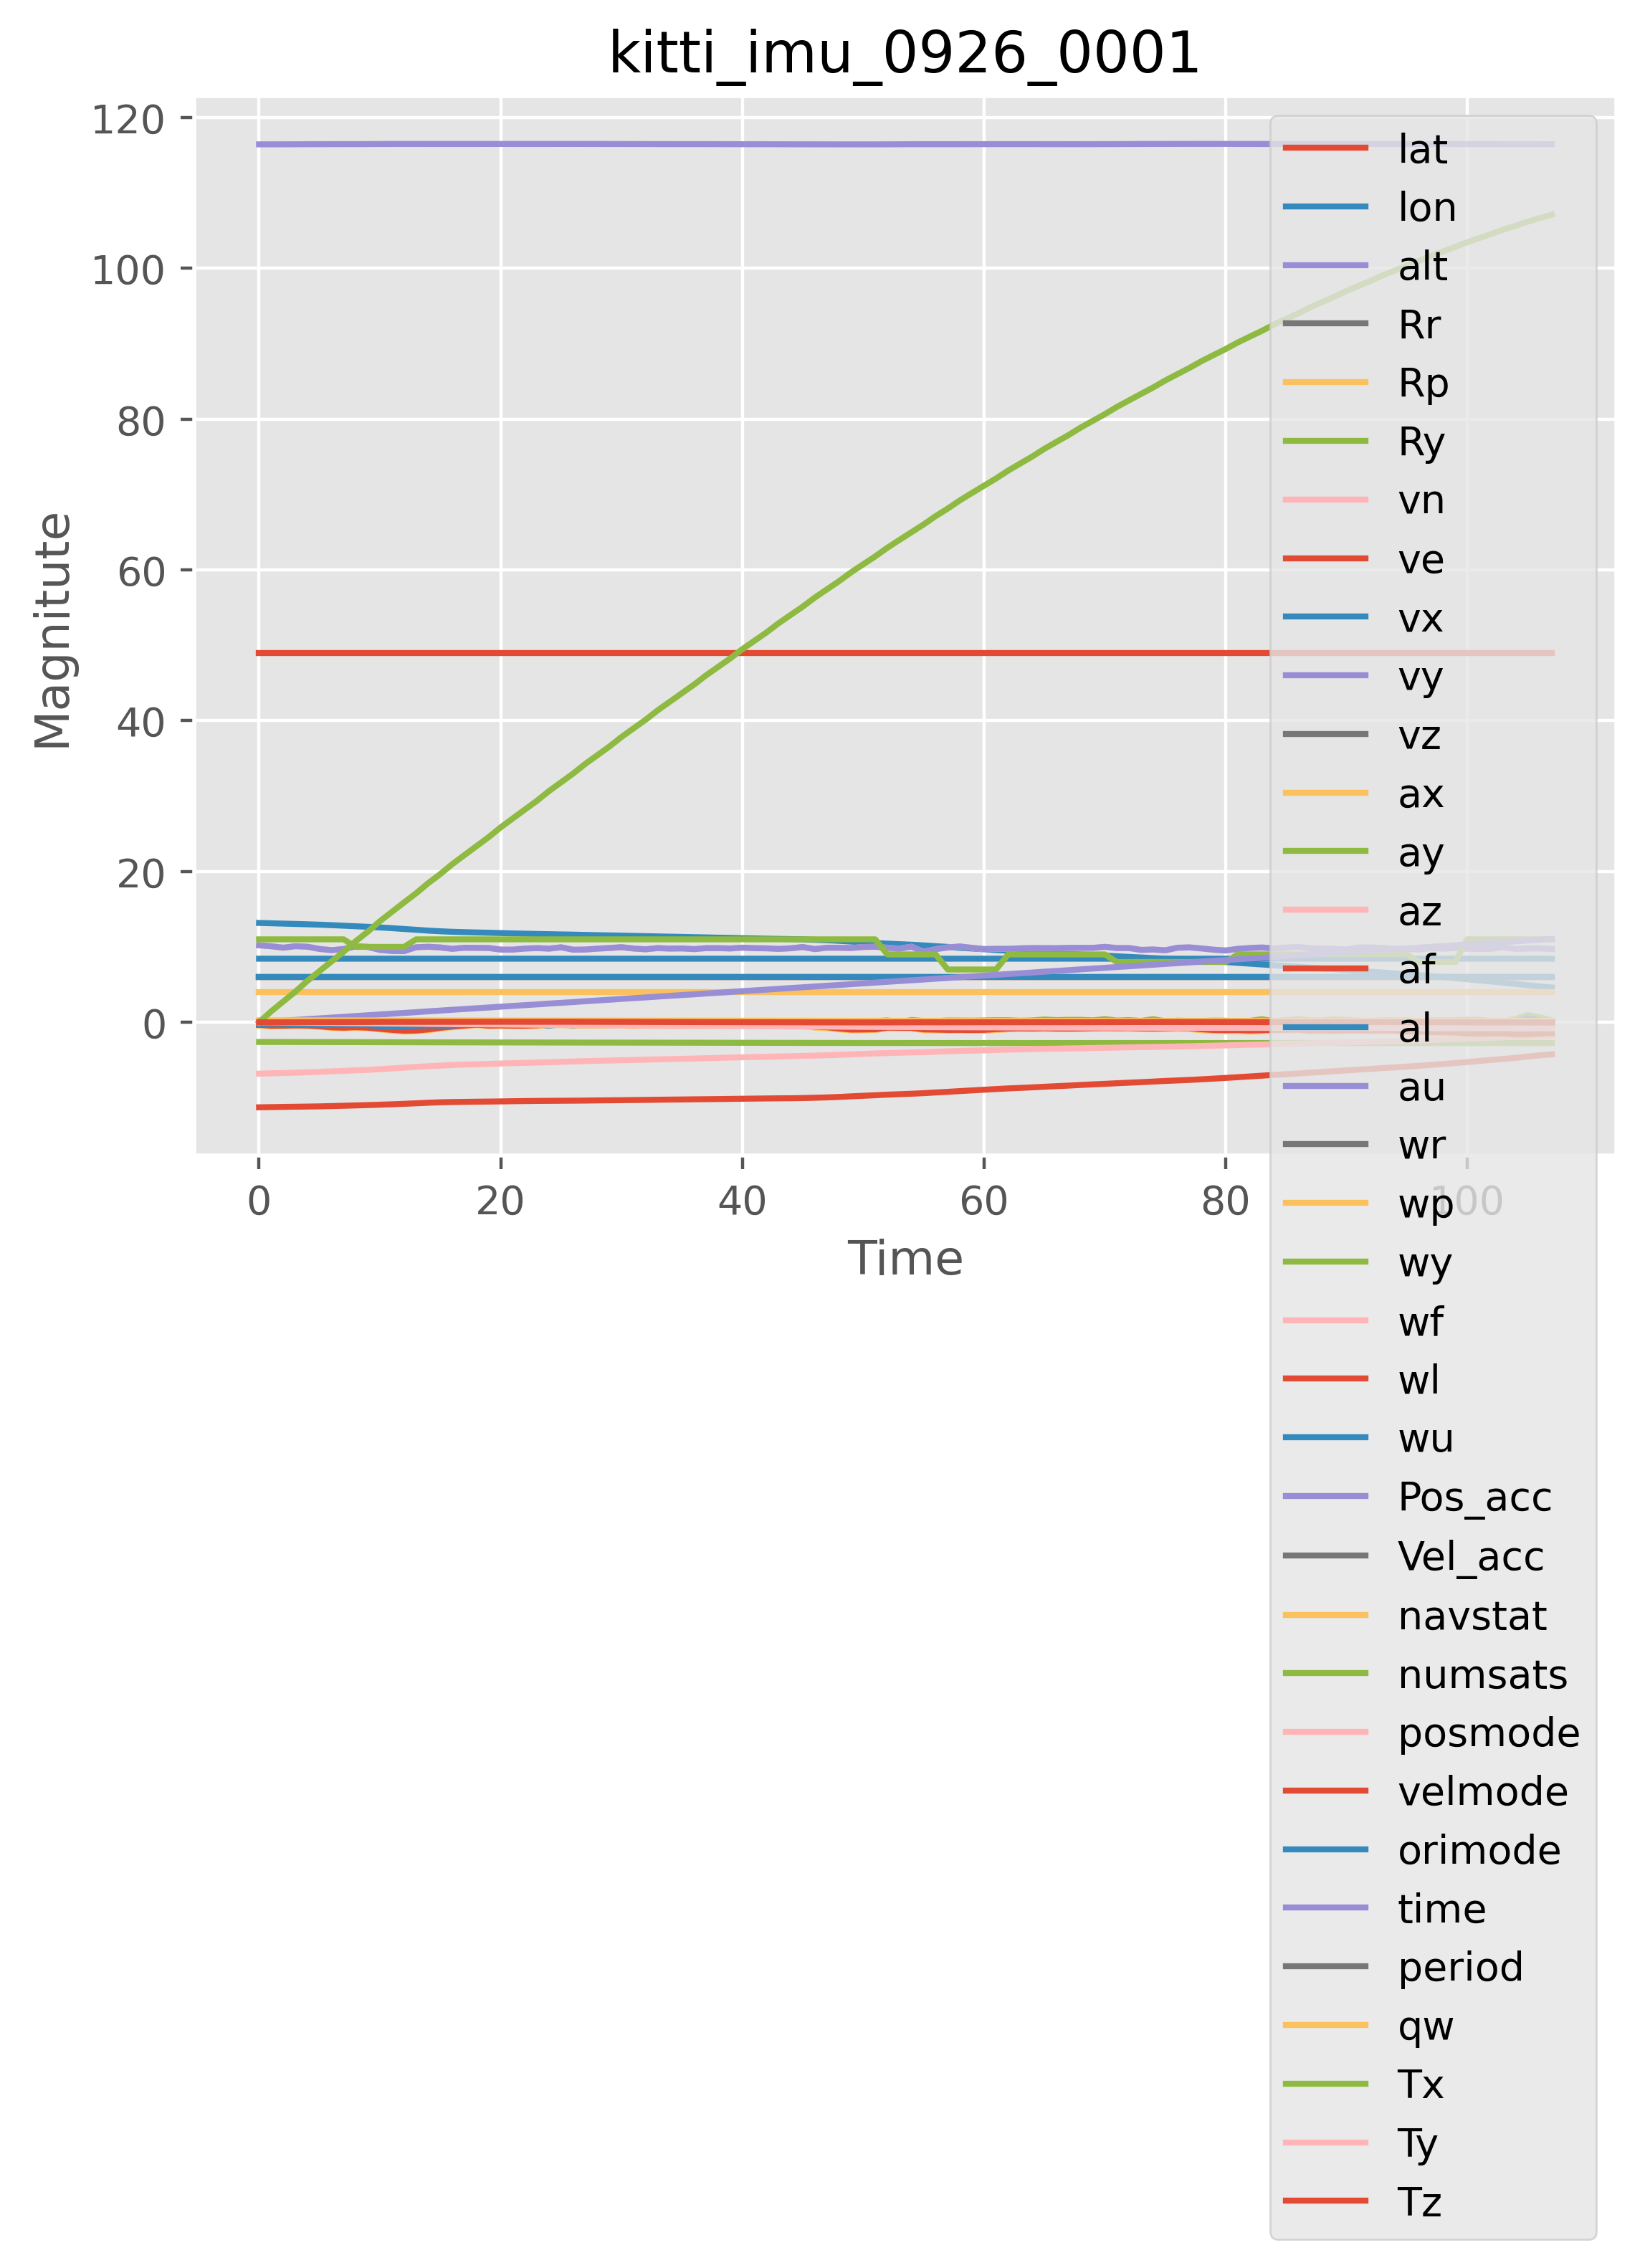 kitti_imu_0926_0001
120
100
80
60
40
20
0
Magnitute
0
20
40
60
80
100
Time
lat
lon
alt
Rr
Rp
Ry
vn
ve
vx
vy
vz
ax
ay
az
af
al
au
wr
wp
wy
wf
wl
wu
Pos_acc
Vel_acc
navstat
numsats
posmode
velmode
orimode
time
period
qw
Tx
Ty
Tz